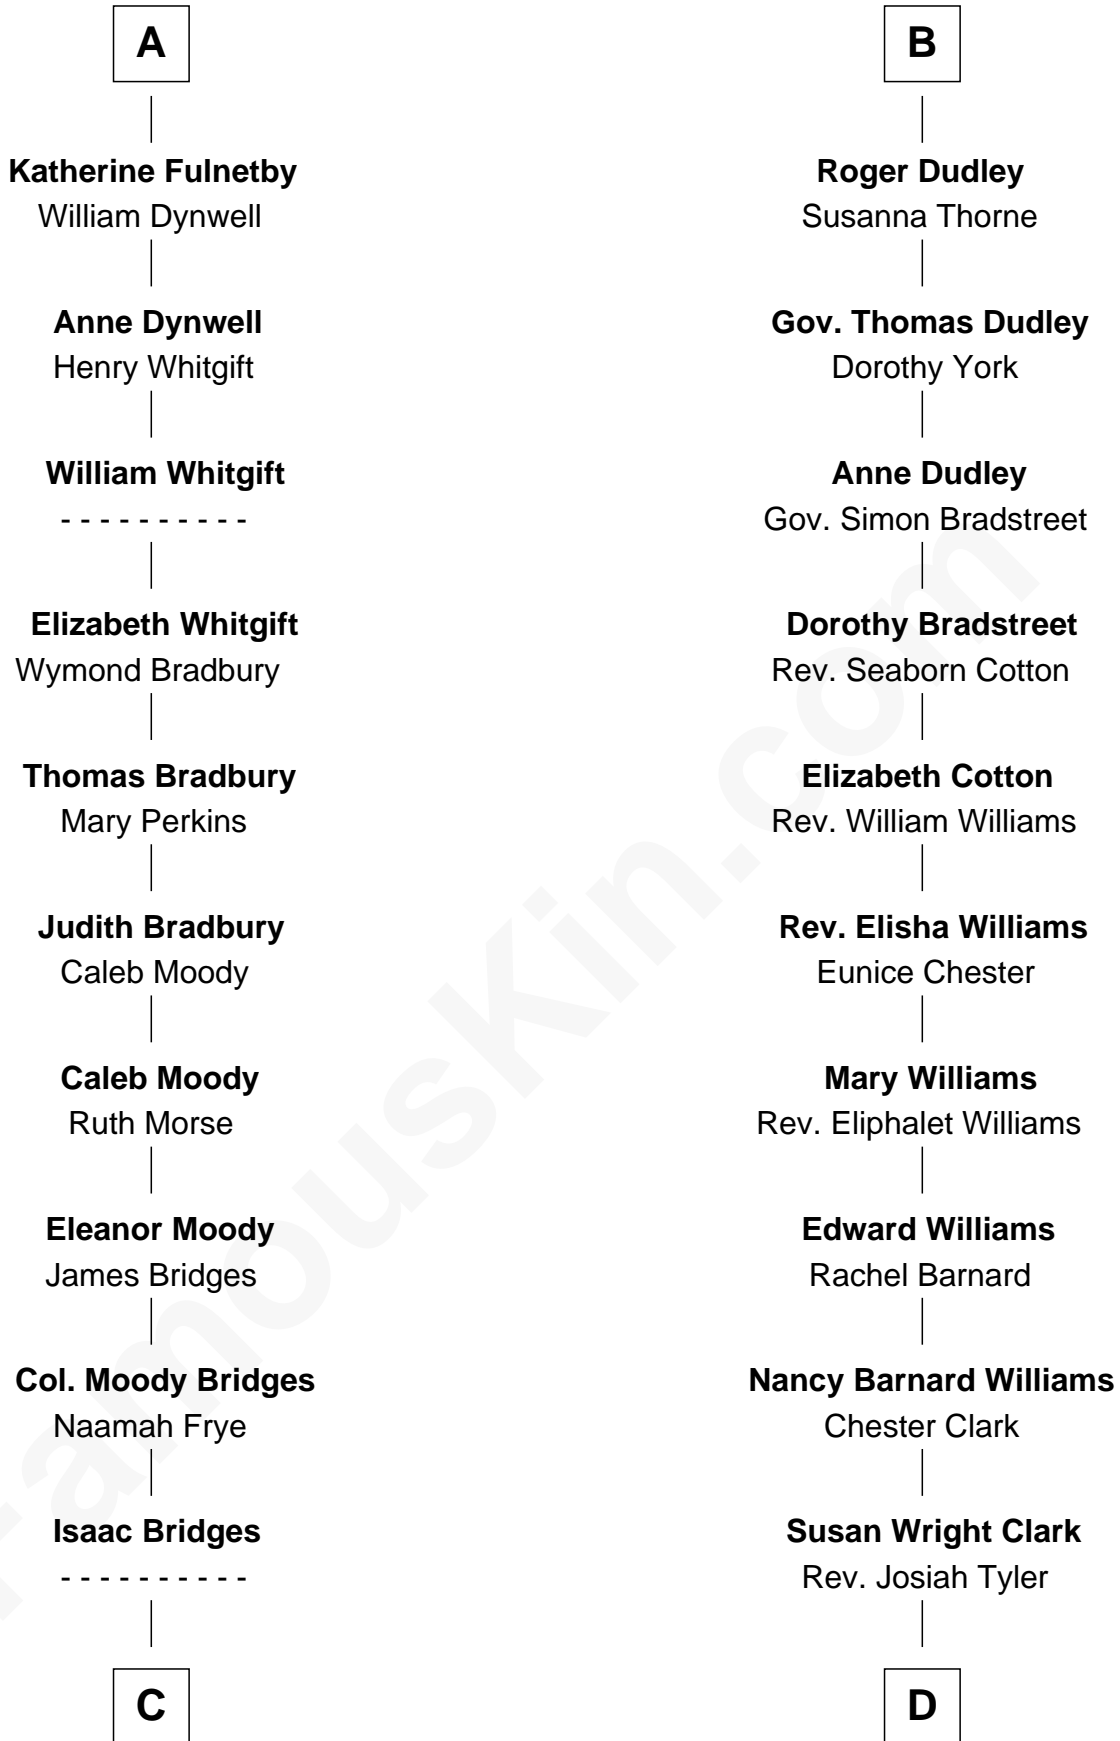 A
Katherine Fulnetby
William Dynwell
Anne Dynwell
Henry Whitgift
William Whitgift
- - - - - - - - - -
Elizabeth Whitgift
Wymond Bradbury
Thomas Bradbury
Mary Perkins
Judith Bradbury
Caleb Moody
Caleb Moody
Ruth Morse
Eleanor Moody
James Bridges
Col. Moody Bridges
Naamah Frye
Isaac Bridges
- - - - - - - - - -
C
B
Roger Dudley
Susanna Thorne
Gov. Thomas Dudley
Dorothy York
Anne Dudley
Gov. Simon Bradstreet
Dorothy Bradstreet
Rev. Seaborn Cotton
Elizabeth Cotton
Rev. William Williams
Rev. Elisha Williams
Eunice Chester
Mary Williams
Rev. Eliphalet Williams
Edward Williams
Rachel Barnard
Nancy Barnard Williams
Chester Clark
Susan Wright Clark
Rev. Josiah Tyler
D
FamousKin.com